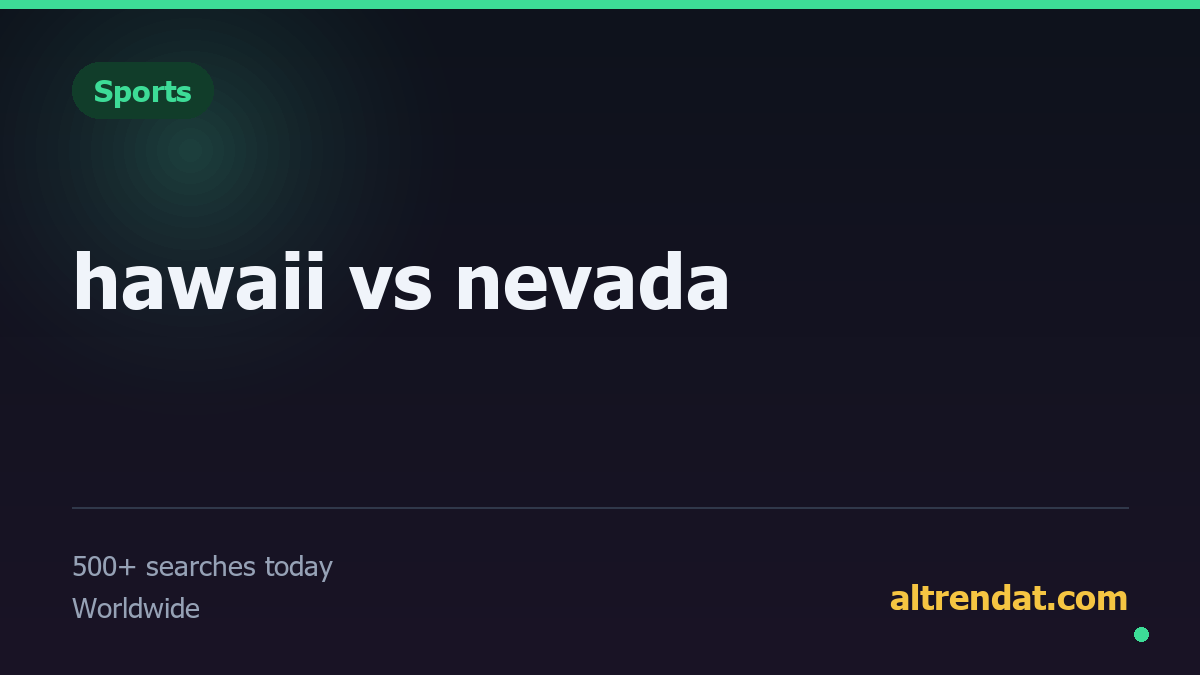 Sports
hawaii vs nevada
500+ searches today
Worldwide
altrendat.com